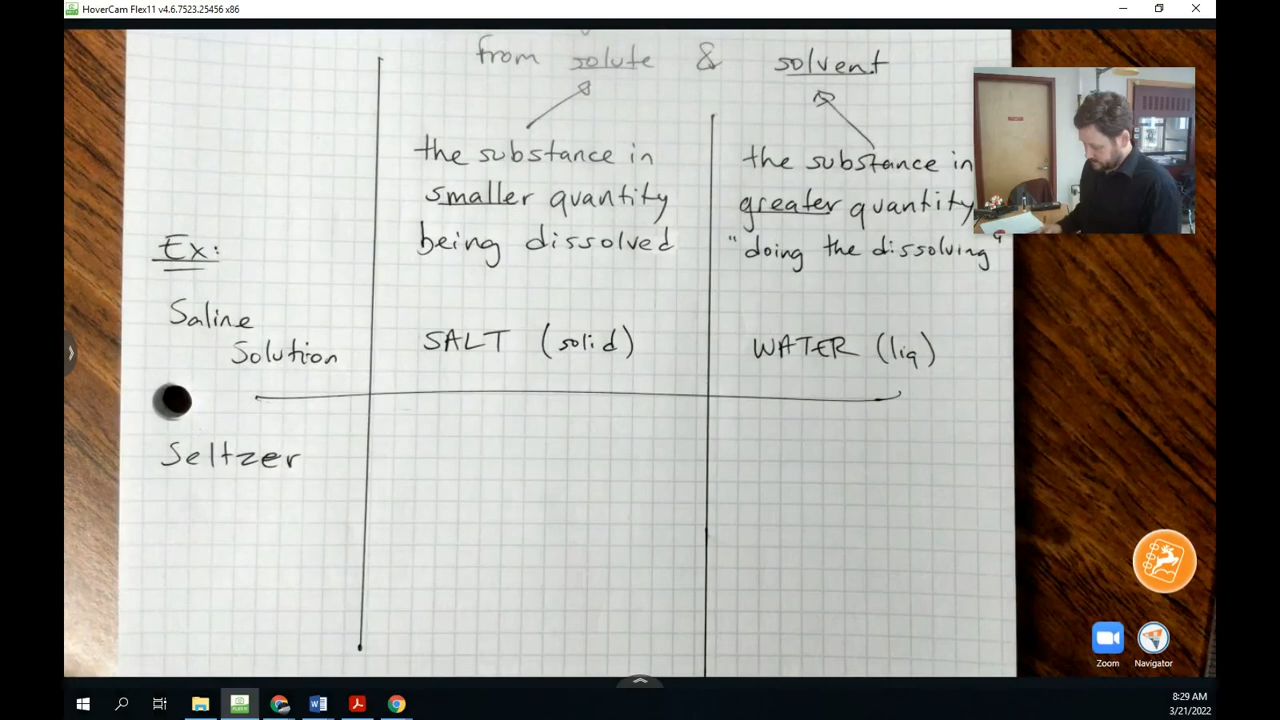 HoverCam Flex11 v4.6.7523.25456 x86
from solute & solvent
the substance in
smaller quantity
being dissolved
the substance in
greater quantity
"doing the dissolving"
Ex:
Saline
Solution
SALT (solid)
WATER (liq)
Seltzer
Zoom
Navigator
8:29 AM
3/21/2022